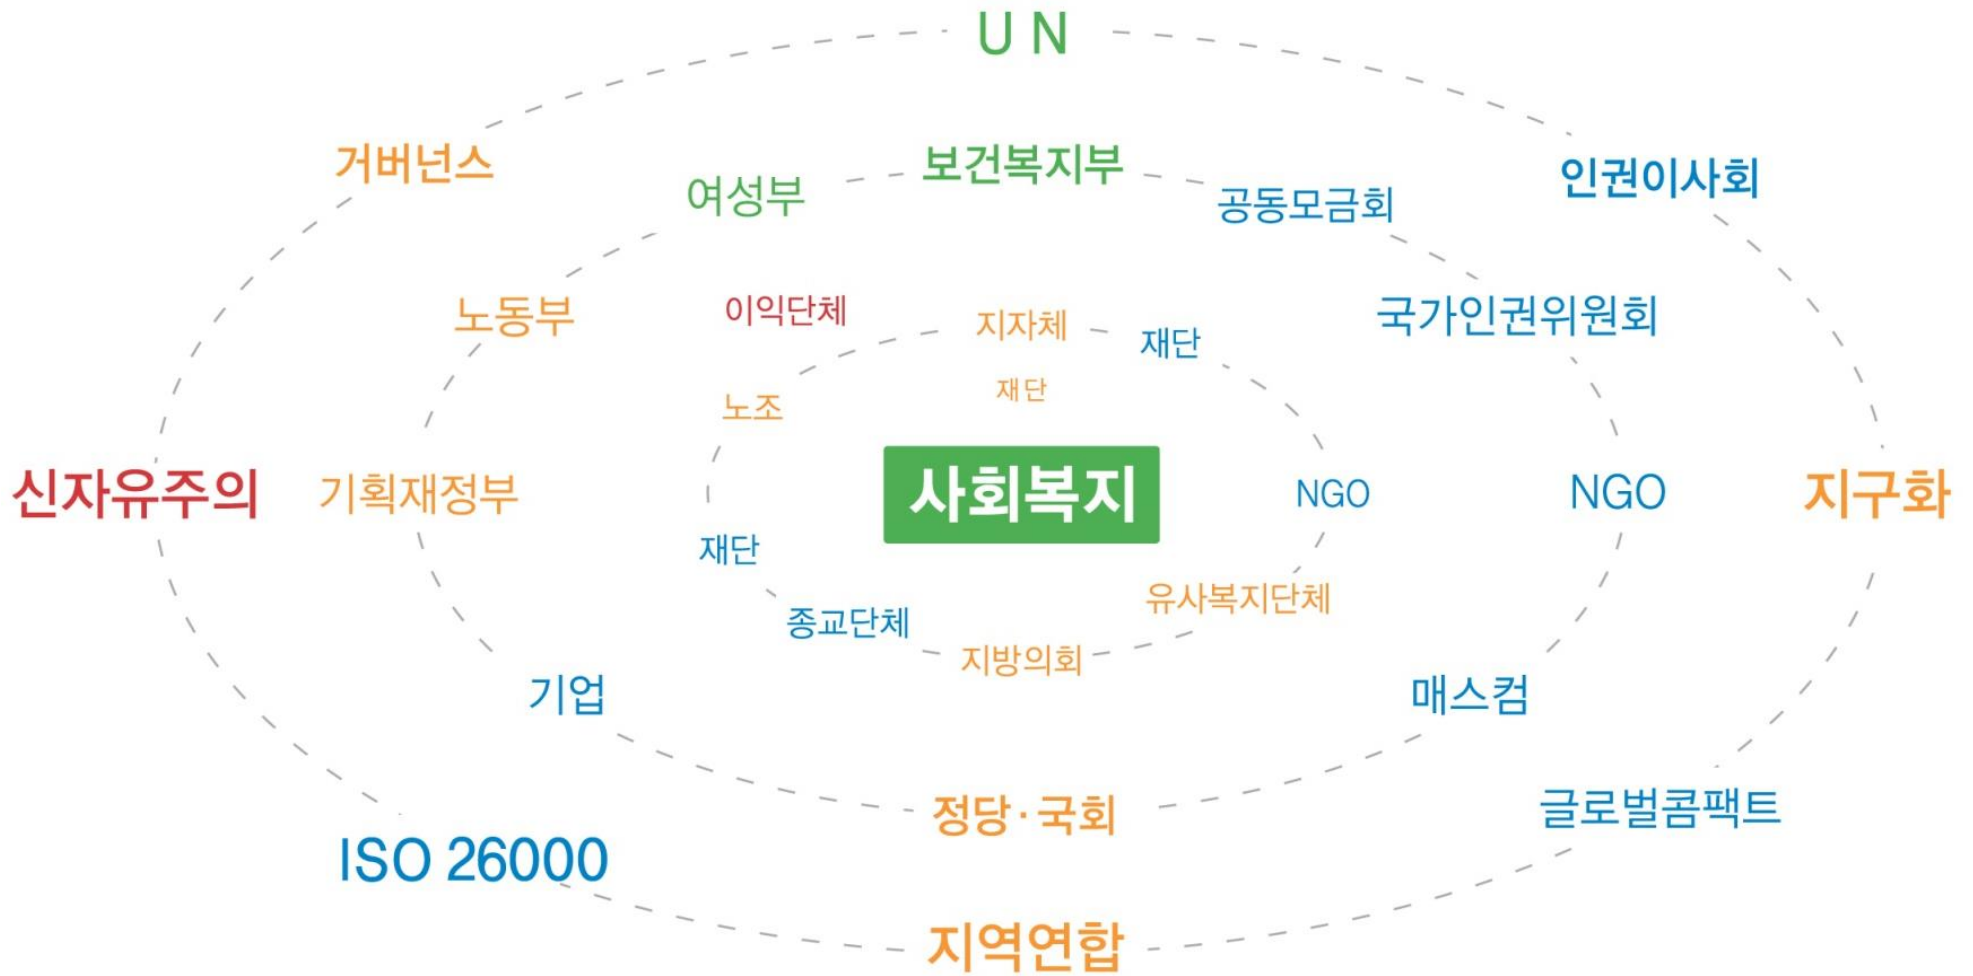 U N
거버넌스
보건복지부
인권이사회
여성부
공동모금회
노동부
이익단체
지자체
재단
국가인권위원회
재단
노조
신자유주의
기획재정부
사회복지
NGO
NGO
지구화
재단
종교단체
유사복지단체
지방의회
기업
매스컴
정당·국회
글로벌콤팩트
ISO 26000
지역연합